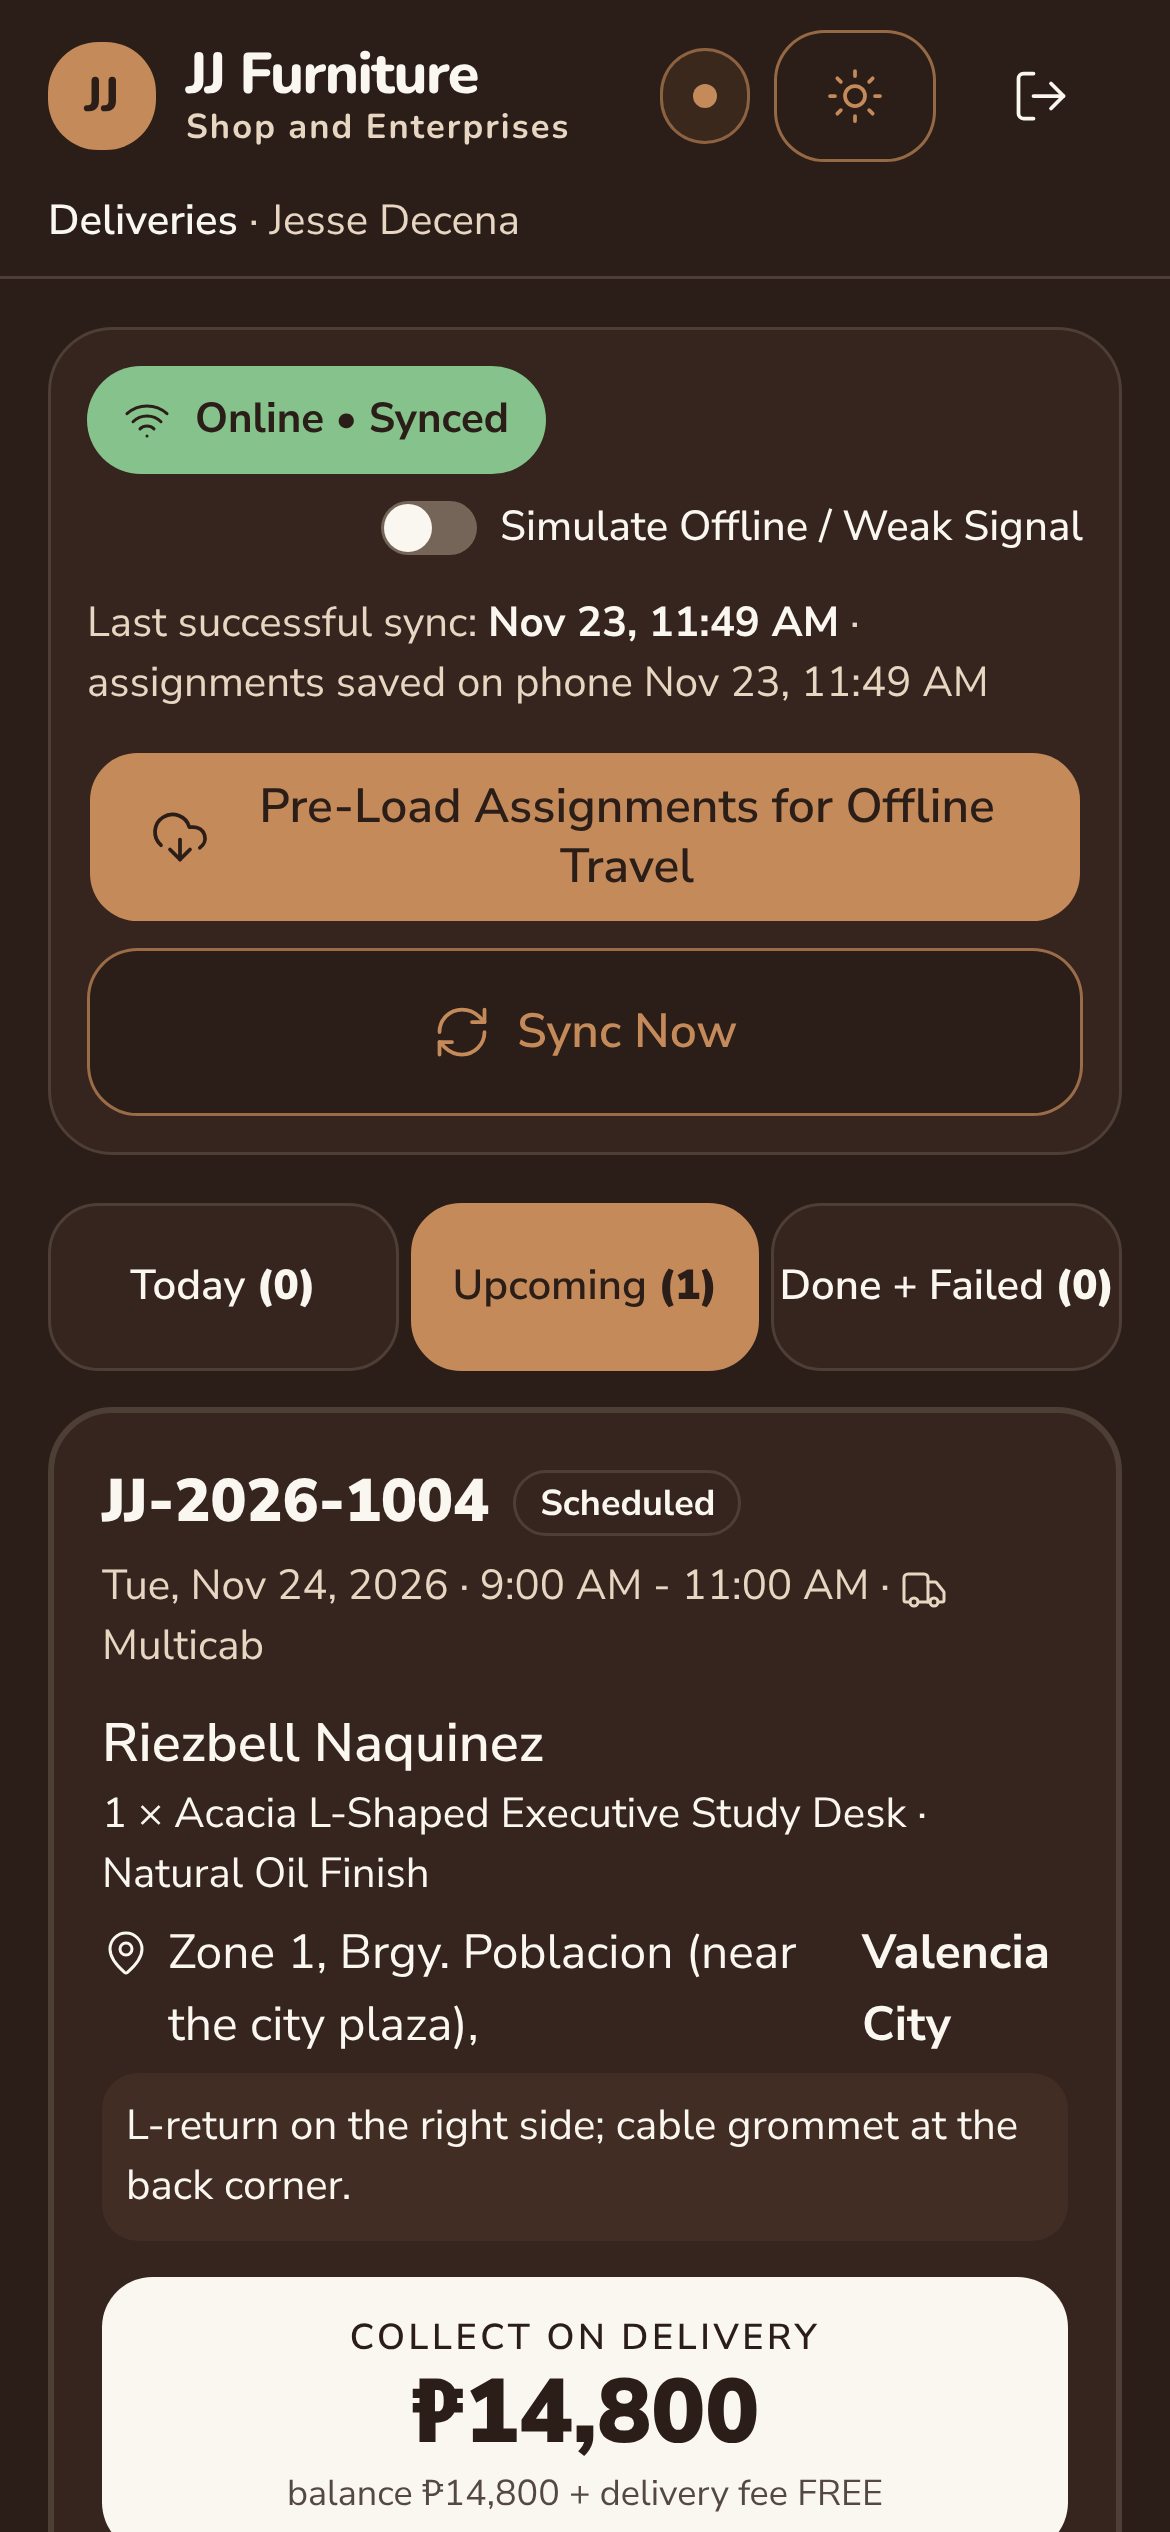 JJ
JJ Furniture
Shop and Enterprises
Deliveries · Jesse Decena
Online • Synced
Simulate Offline / Weak Signal
Last successful sync: Nov 23, 11:49 AM ·
assignments saved on phone Nov 23, 11:49 AM
Pre-Load Assignments for Offline
Travel
Sync Now
Today (0)
Upcoming (1)
Done + Failed (0)
JJ-2026-1004 Scheduled
Tue, Nov 24, 2026 · 9:00 AM - 11:00 AM ·
Multicab
Riezbell Naquinez
1 × Acacia L-Shaped Executive Study Desk ·
Natural Oil Finish
Zone 1, Brgy. Poblacion (near
the city plaza),
Valencia
City
L-return on the right side; cable grommet at the
back corner.
COLLECT ON DELIVERY
₱14,800
balance ₱14,800 + delivery fee FREE